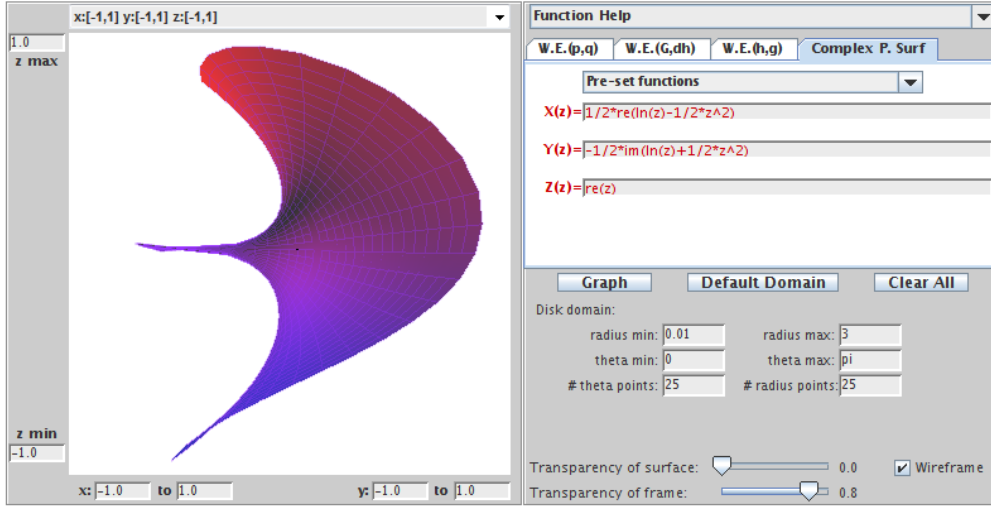 x:[-1,1] y:[-1,1] z:[-1,1]
1.0
z max
z min
-1.0
x: -1.0 to 1.0 y: -1.0 to 1.0
Function Help
W.E.(p,q) W.E.(G,dh) W.E.(h,g) Complex P. Surf
Pre-set functions
X(z)= 1/2*re(ln(z)-1/2*z^2)
Y(z)= -1/2*im(ln(z)+1/2*z^2)
Z(z)= re(z)
Graph Default Domain Clear All
Disk domain:
radius min: 0.01 radius max: 3
theta min: 0 theta max: pi
# theta points: 25 # radius points: 25
Transparency of surface: 0.0 Wireframe
Transparency of frame: 0.8